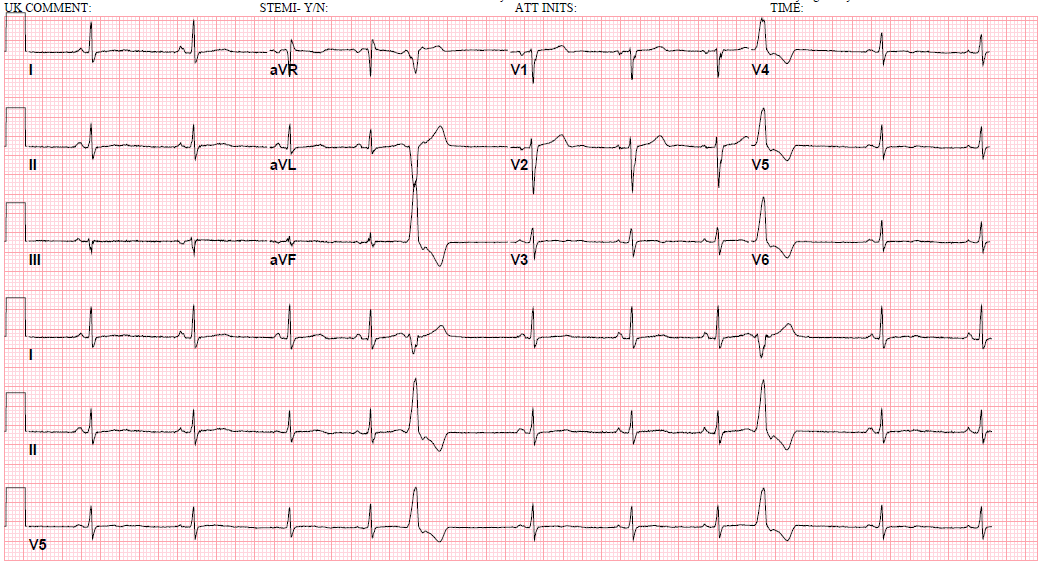 UK COMMENT: STEMI- Y/N: ATT INITS: TIME:
I aVR V1 V4
II aVL V2 V5
III aVF V3 V6
I
II
V5